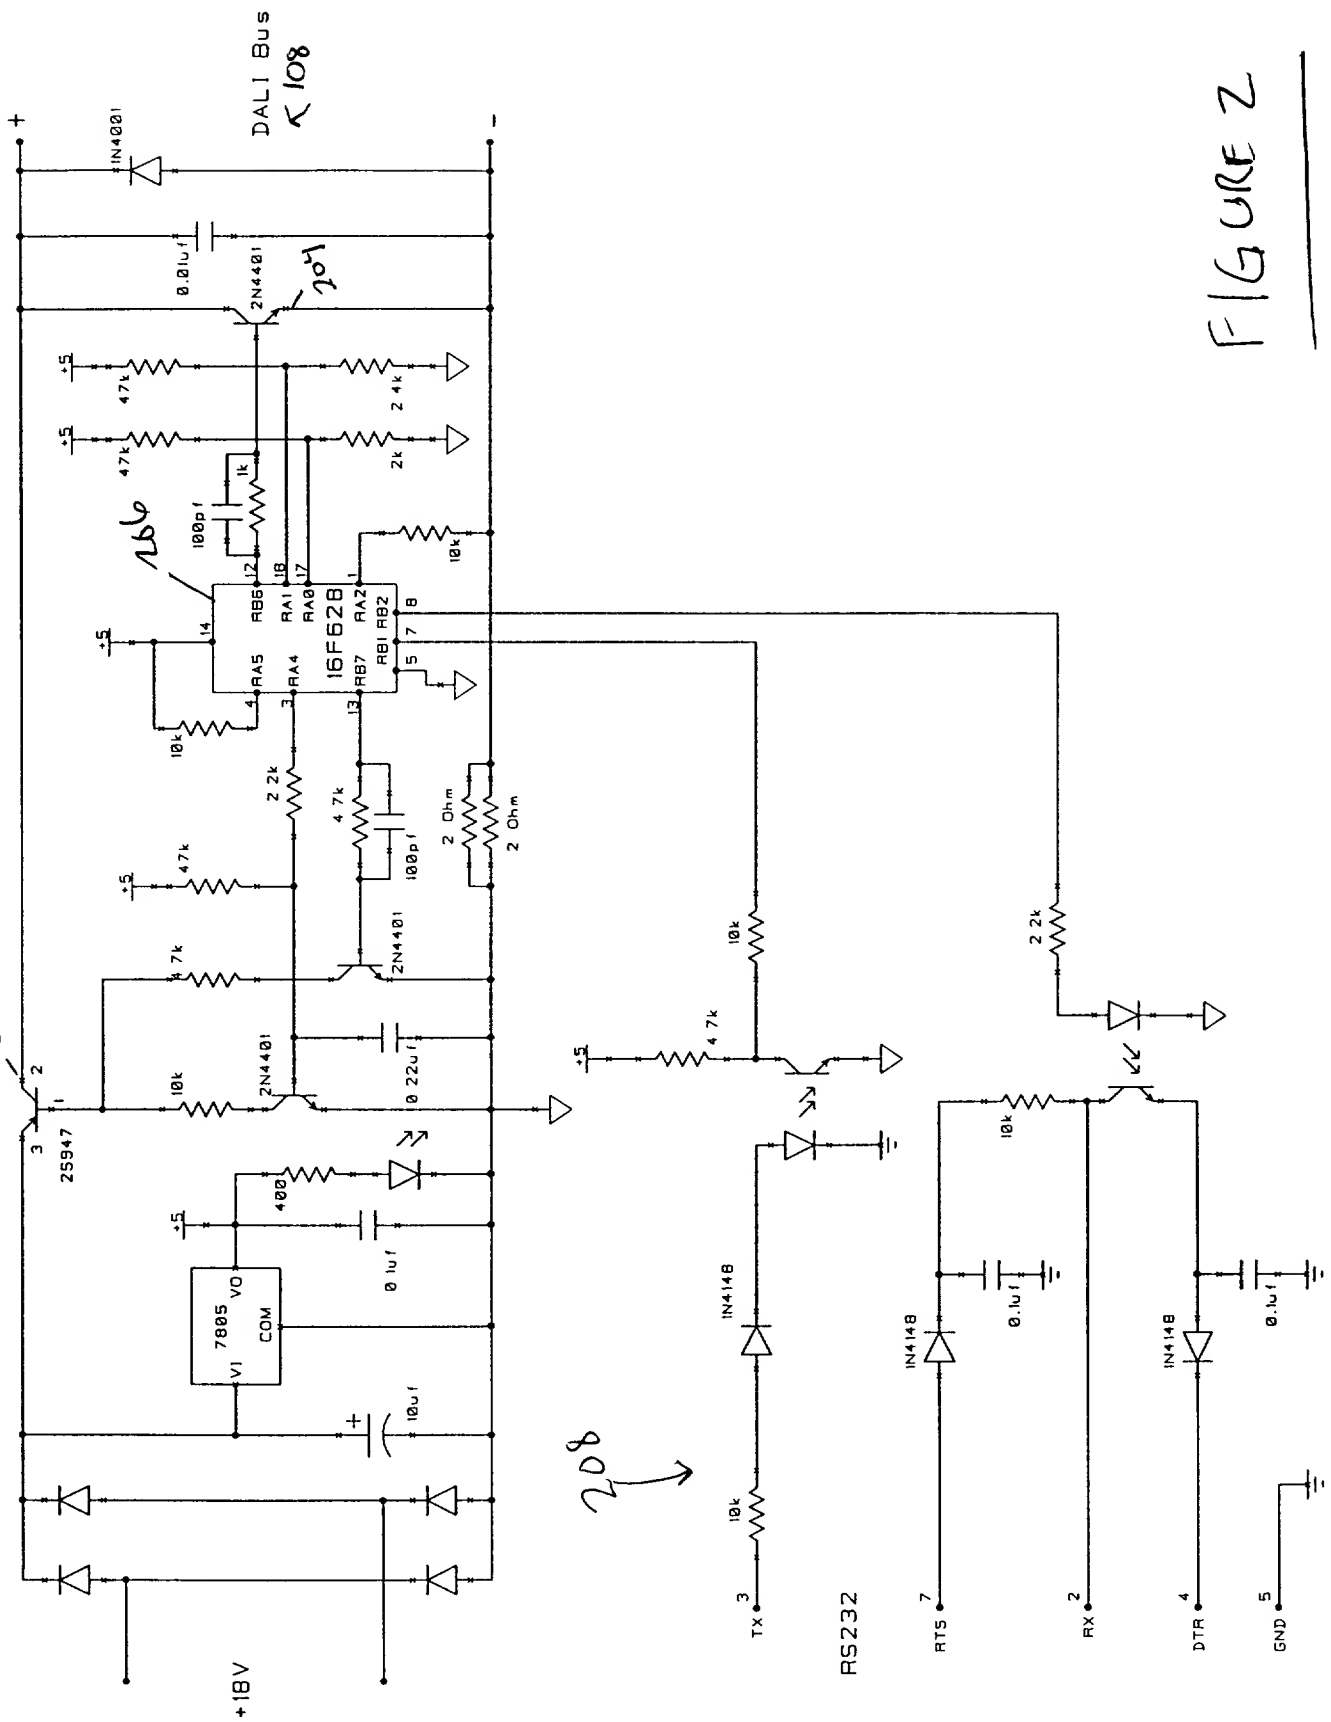 +18V
7805
VI
VO
COM
10uf
+5
0.1uf
400
3
2
1
2S947
10k
2N4401
0.22uf
4.7k
2N4401
+5
47k
2.2k
4.7k
100pf
2 Ohm
2 Ohm
10k
+5
206
14
4
RA5
3
RA4
13
RB7
16F628
RB6
12
RA1
18
RA0
17
RA2
1
RB1
7
RB2
8
5
100pf
1k
10k
+5
47k
2k
+5
47k
2.4k
2N4401
204
0.01uf
1N4001
+
-
DALI Bus
108
208
RS232
TX
3
10k
1N4148
+5
4.7k
10k
RTS
7
1N4148
0.1uf
10k
RX
2
DTR
4
1N4148
0.1uf
2.2k
GND
5
FIGURE 2